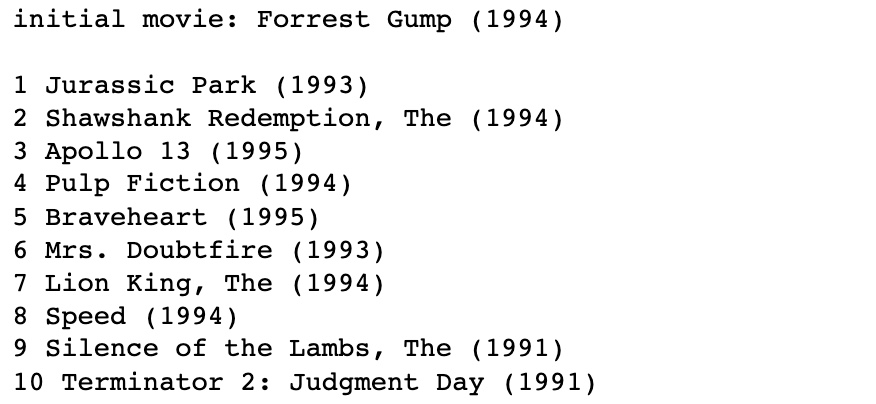 initial movie: Forrest Gump (1994)
1 Jurassic Park (1993)
2 Shawshank Redemption, The (1994)
3 Apollo 13 (1995)
4 Pulp Fiction (1994)
5 Braveheart (1995)
6 Mrs. Doubtfire (1993)
7 Lion King, The (1994)
8 Speed (1994)
9 Silence of the Lambs, The (1991)
10 Terminator 2: Judgment Day (1991)